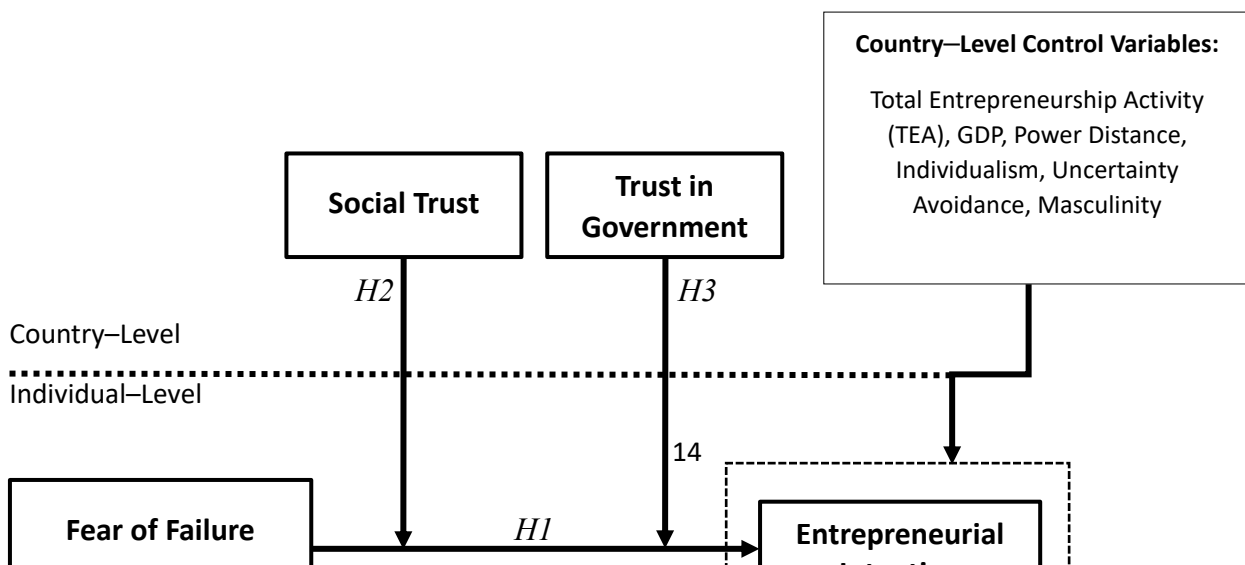 Country–Level Control Variables:
Total Entrepreneurship Activity
(TEA), GDP, Power Distance,
Individualism, Uncertainty
Avoidance, Masculinity
Social Trust
Trust in
Government
H2
H3
Country–Level
Individual–Level
14
Fear of Failure
H1
Entrepreneurial